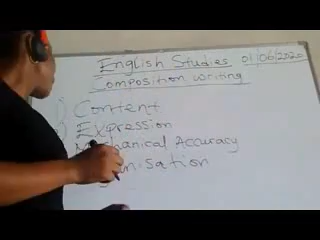 English Studies 01/06/2020
Composition writing
Content
Expression
Mechanical Accuracy